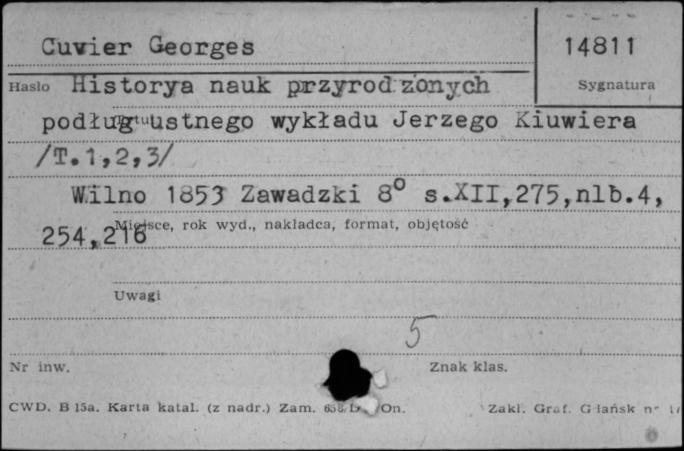 Cuvier Georges
14811
Hasło Historya nauk przyrodzonych
Sygnatura
podług ustnego wykładu Jerzego Kiuwiera
/T.1,2,3/
Wilno 1853 Zawadzki 8° s.XII,275,nlb.4,
Miejsce, rok wyd., nakładca, format, objętość
254,216
Uwagi
5
Nr inw.
Znak klas.
CWD. B 15a. Karta katal. (z nadr.) Zam. On.
Zakł. Graf. Gdańsk